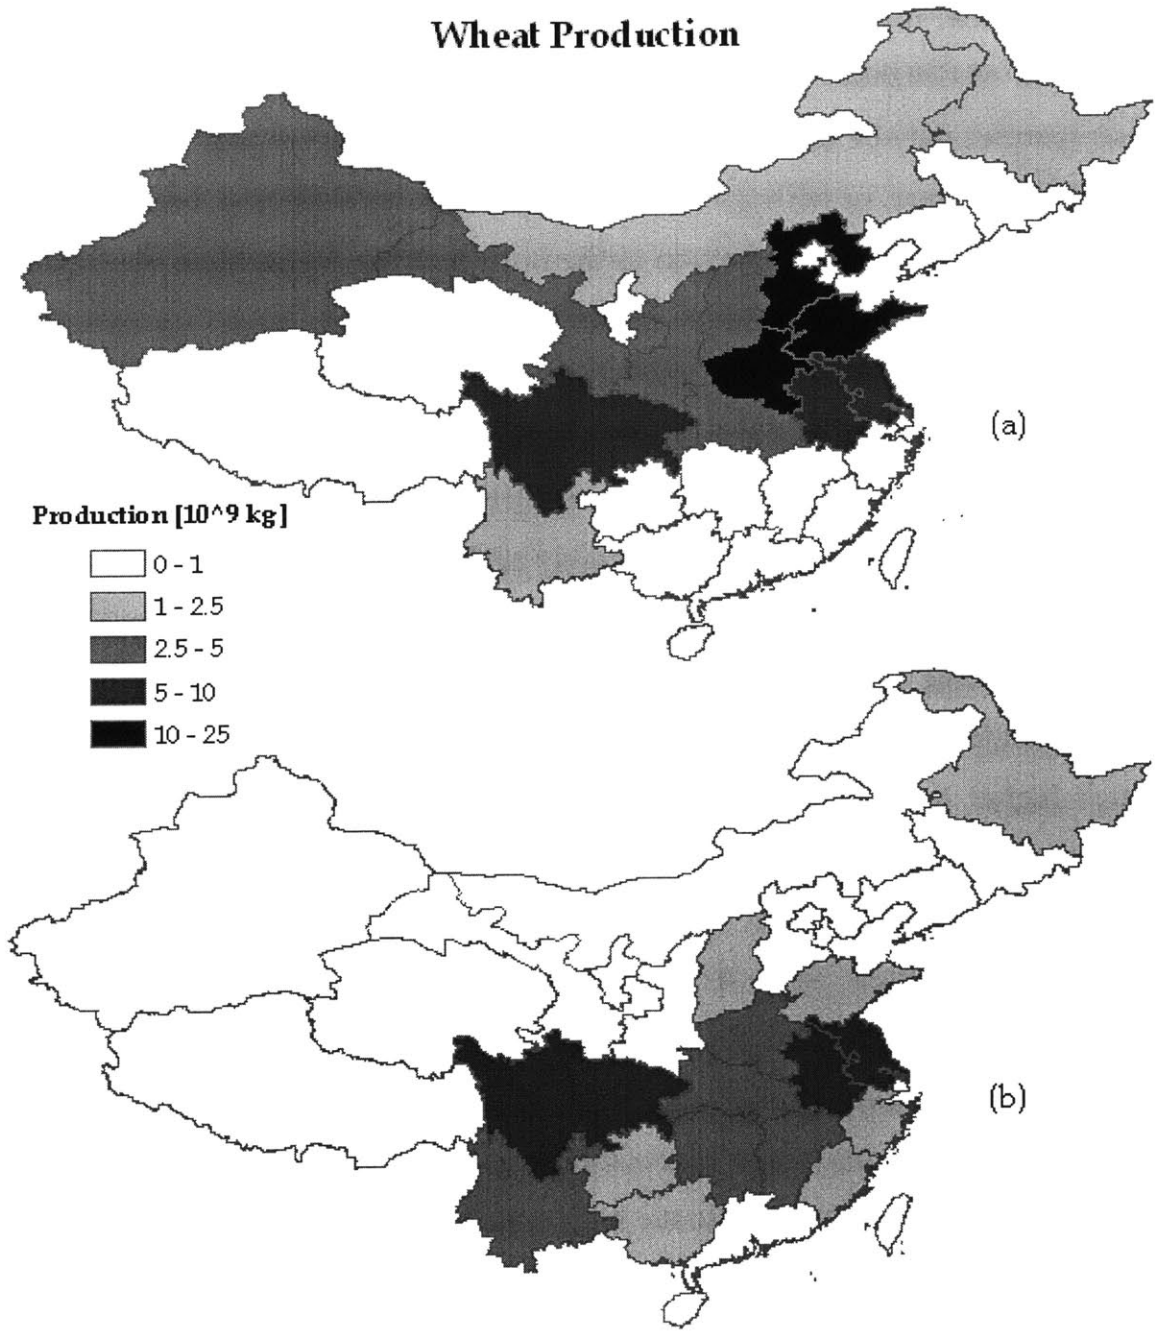 Wheat Production
(a)
Production [10^9 kg]
0 - 1
1 - 2.5
2.5 - 5
5 - 10
10 - 25
(b)